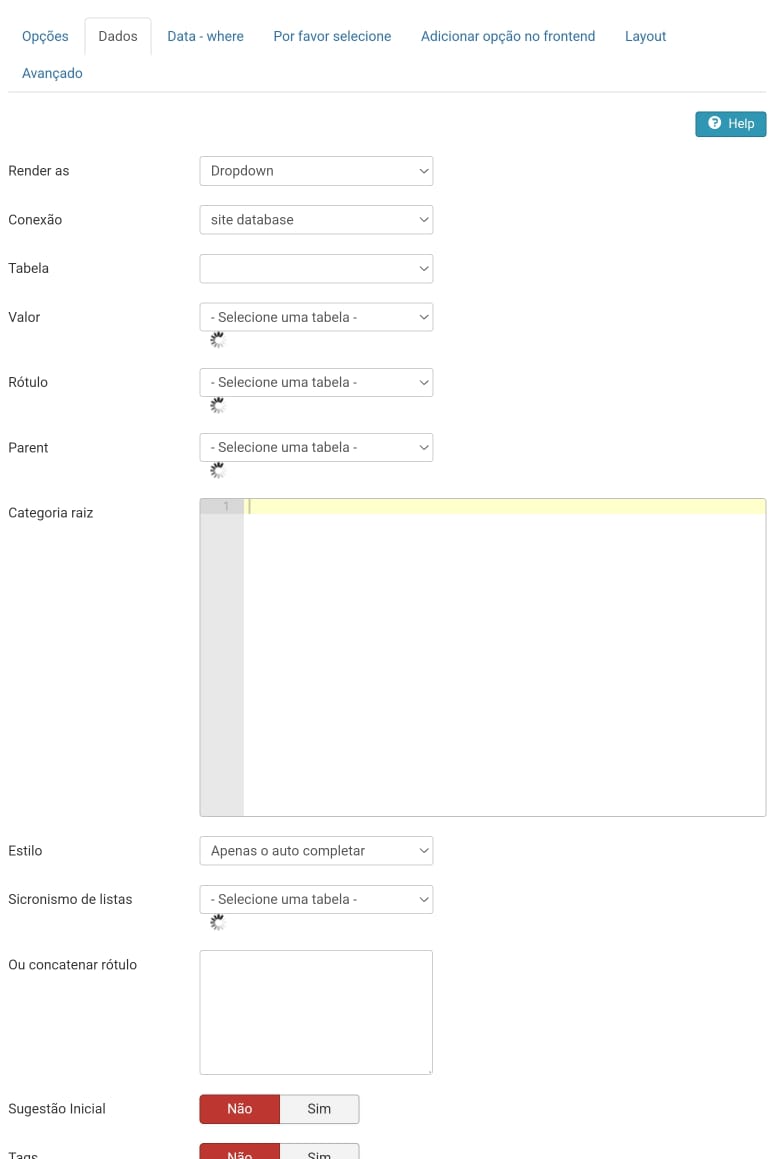 Opções Dados Data - where Por favor selecione Adicionar opção no frontend Layout
Avançado
? Help
Render as Dropdown
Conexão site database
Tabela
Valor - Selecione uma tabela -
Rótulo - Selecione uma tabela -
Parent - Selecione uma tabela -
Categoria raiz 1
Estilo Apenas o auto completar
Sicronismo de listas - Selecione uma tabela -
Ou concatenar rótulo
Sugestão Inicial Não Sim
Tags Não Sim